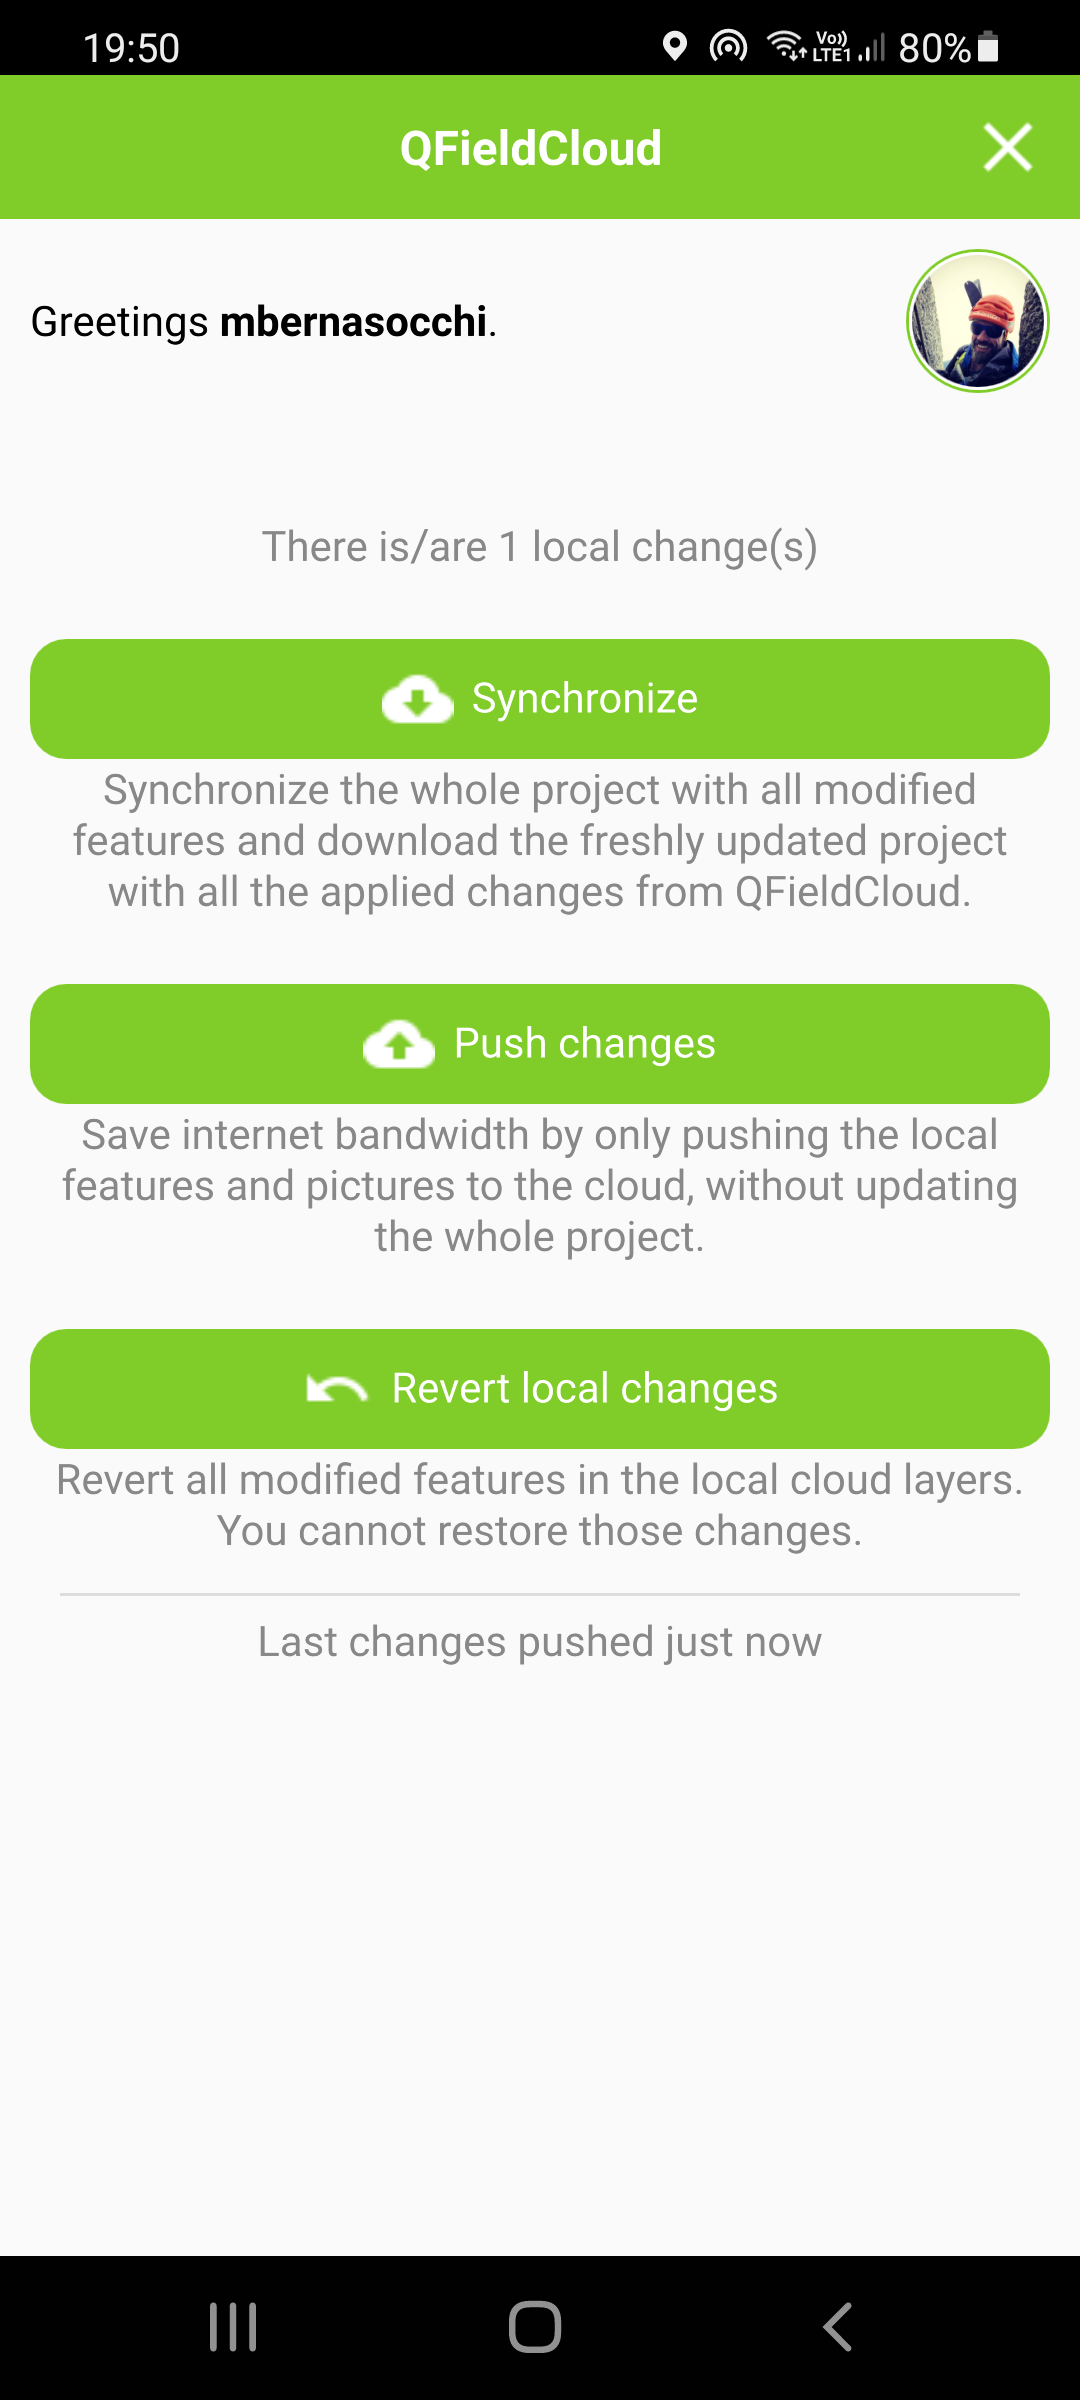 19:50
Vo)) LTE1 80%
QFieldCloud
Greetings mbernasocchi.
There is/are 1 local change(s)
Synchronize
Synchronize the whole project with all modified
features and download the freshly updated project
with all the applied changes from QFieldCloud.
Push changes
Save internet bandwidth by only pushing the local
features and pictures to the cloud, without updating
the whole project.
Revert local changes
Revert all modified features in the local cloud layers.
You cannot restore those changes.
Last changes pushed just now